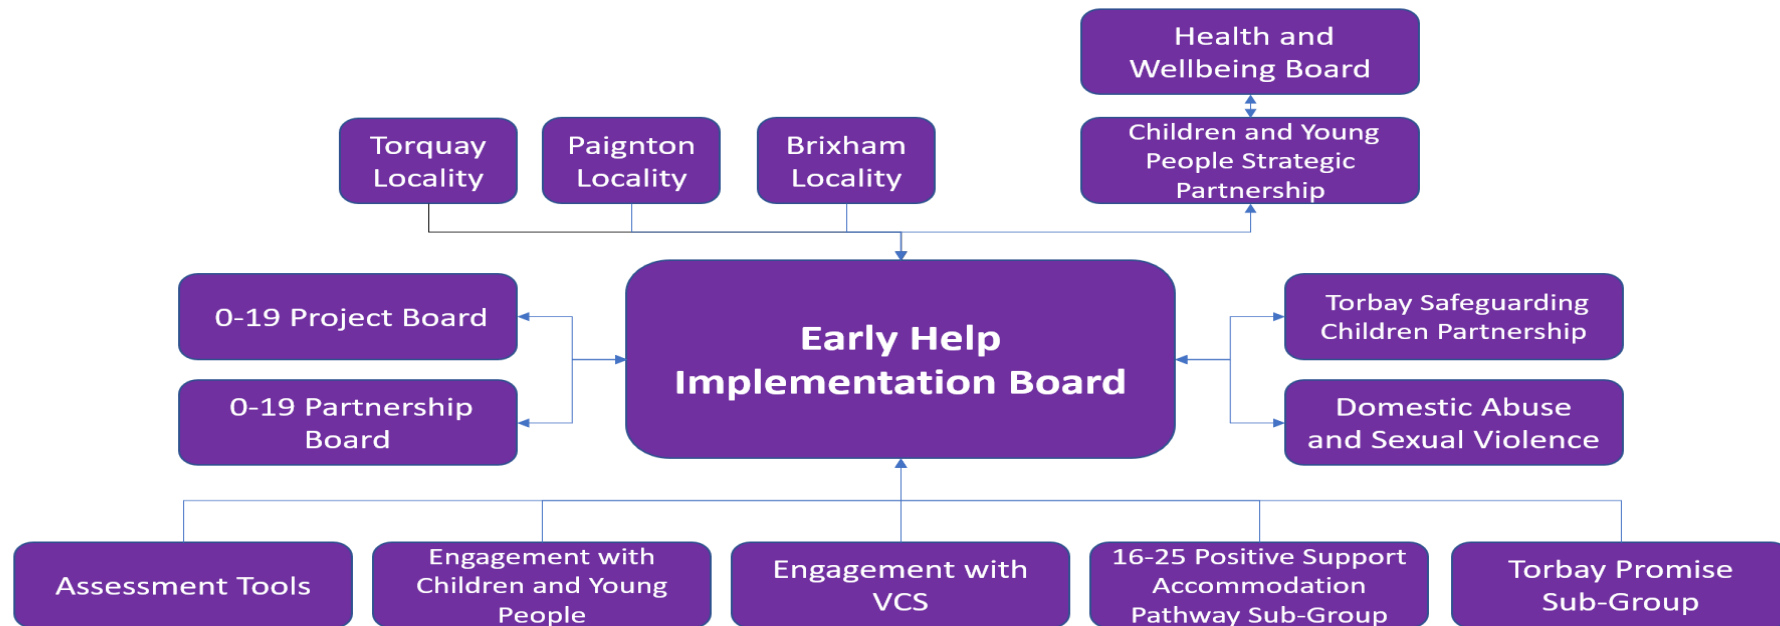 Health and
Wellbeing Board
Torquay
Locality
Paignton
Locality
Brixham
Locality
Children and Young
People Strategic
Partnership
0-19 Project Board
Early Help
Implementation Board
Torbay Safeguarding
Children Partnership
0-19 Partnership
Board
Domestic Abuse
and Sexual Violence
Assessment Tools
Engagement with
Children and Young
People
Engagement with
VCS
16-25 Positive Support
Accommodation
Pathway Sub-Group
Torbay Promise
Sub-Group